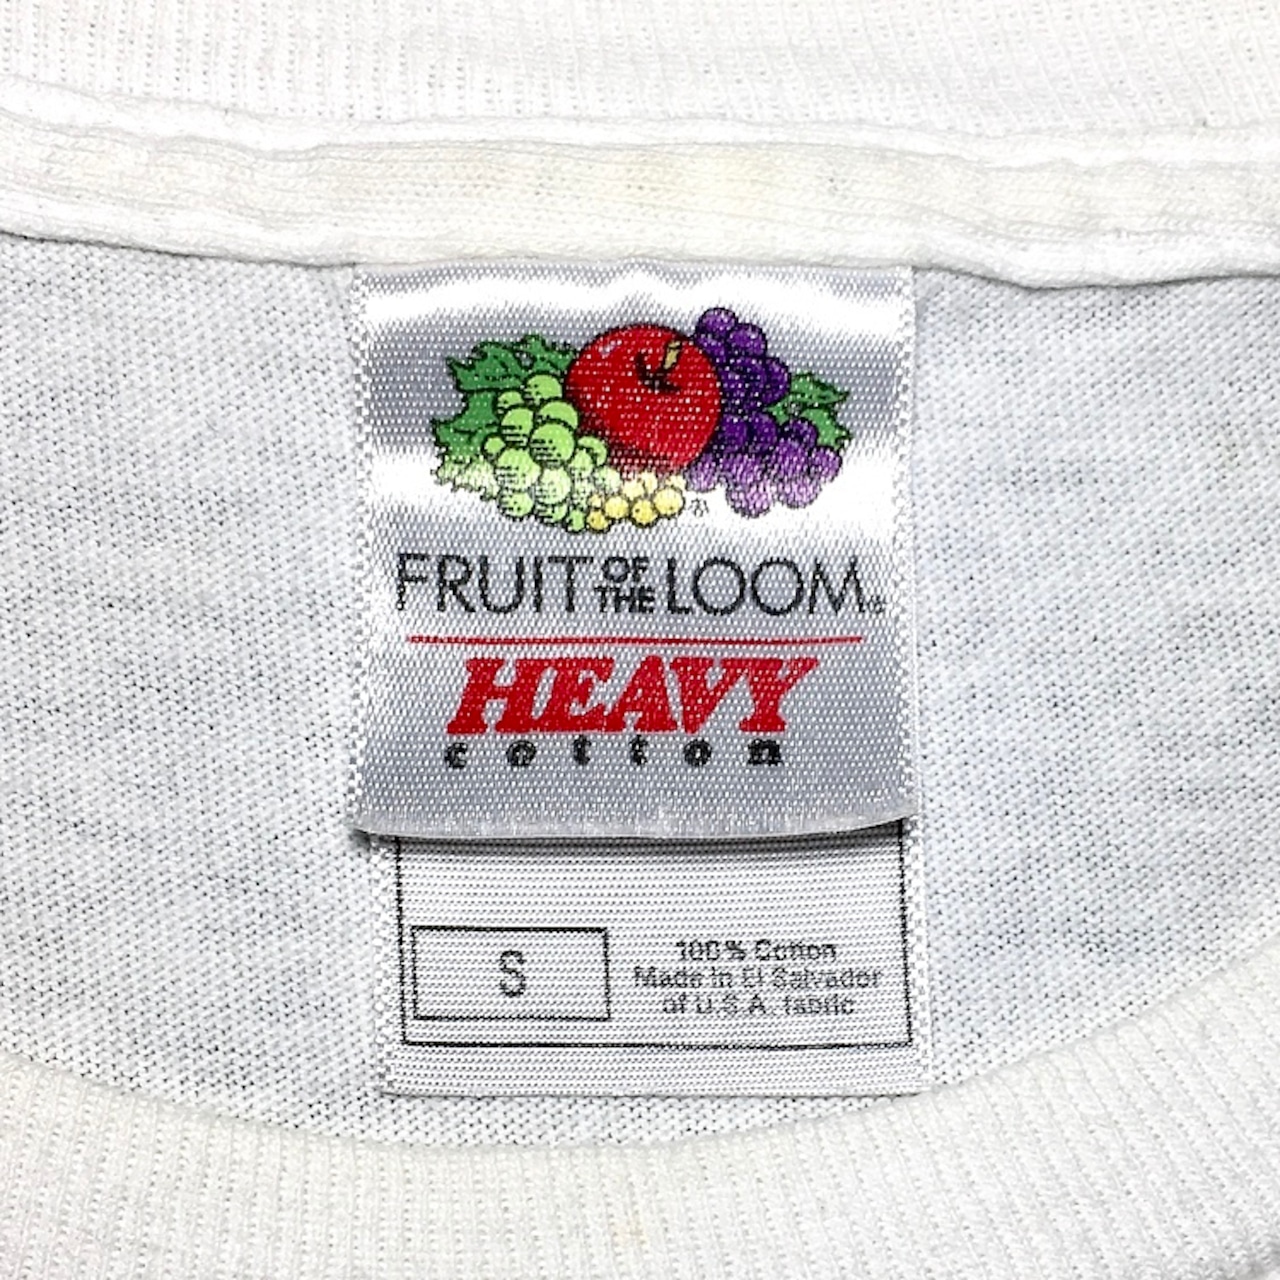 FRUIT OF THE LOOM®
HEAVY
cotton
S
100% Cotton
Made in El Salvador
of U.S.A. fabric